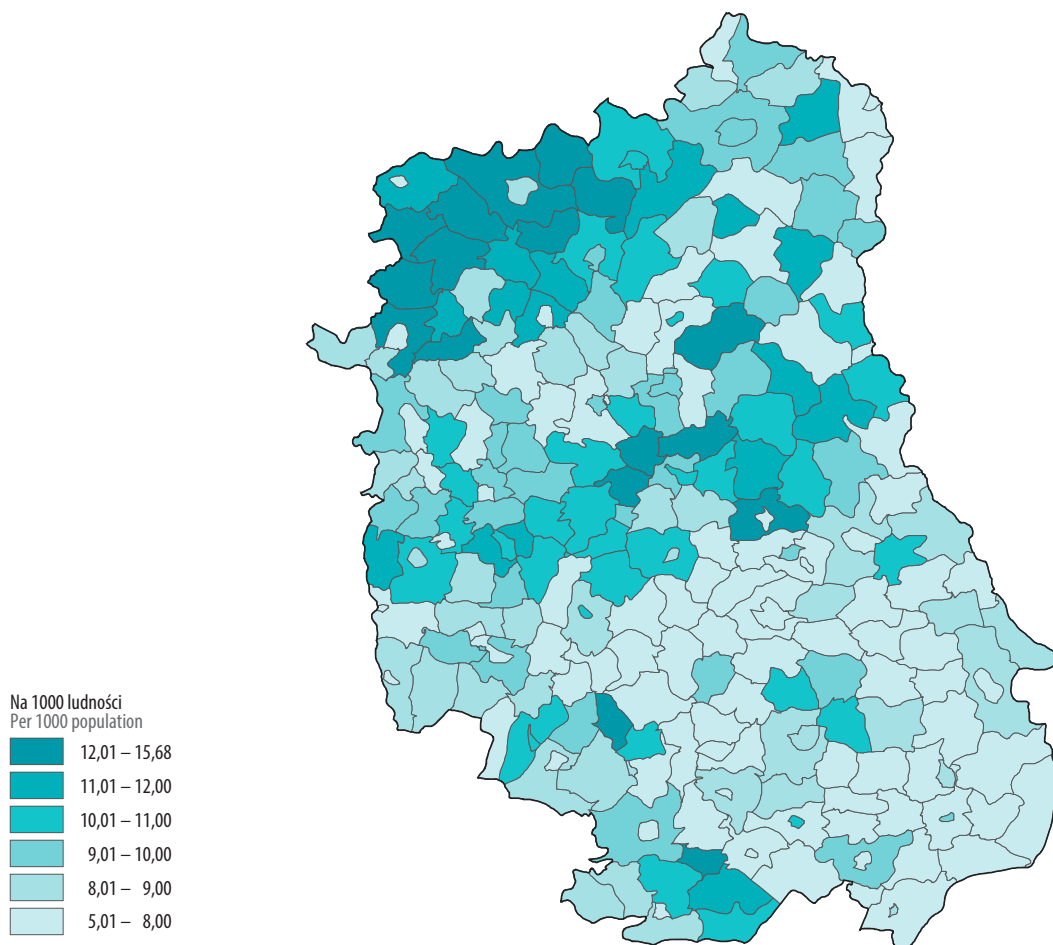 Na 1000 ludności
Per 1000 population
12,01 – 15,68
11,01 – 12,00
10,01 – 11,00
9,01 – 10,00
8,01 – 9,00
5,01 – 8,00